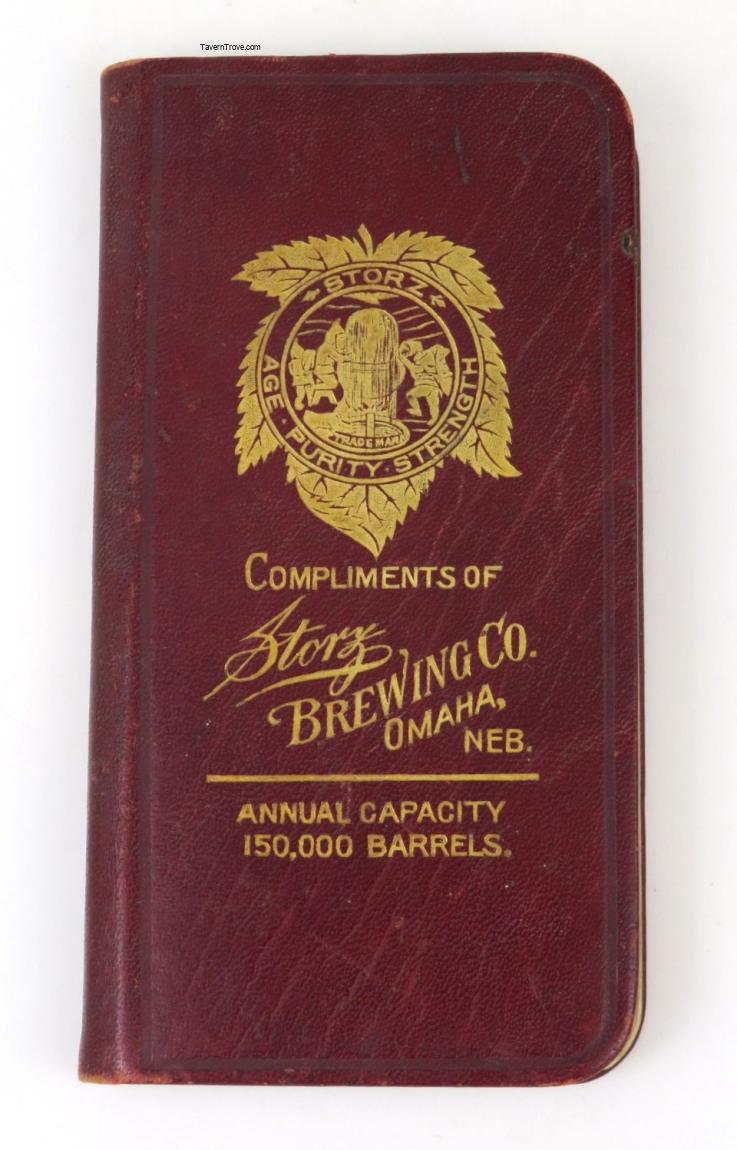 TavernTrove.com
STORZ
AGE · PURITY · STRENGTH
TRADE MARK
COMPLIMENTS OF
Storz
BREWING CO.
OMAHA,
NEB.
ANNUAL CAPACITY
150,000 BARRELS.